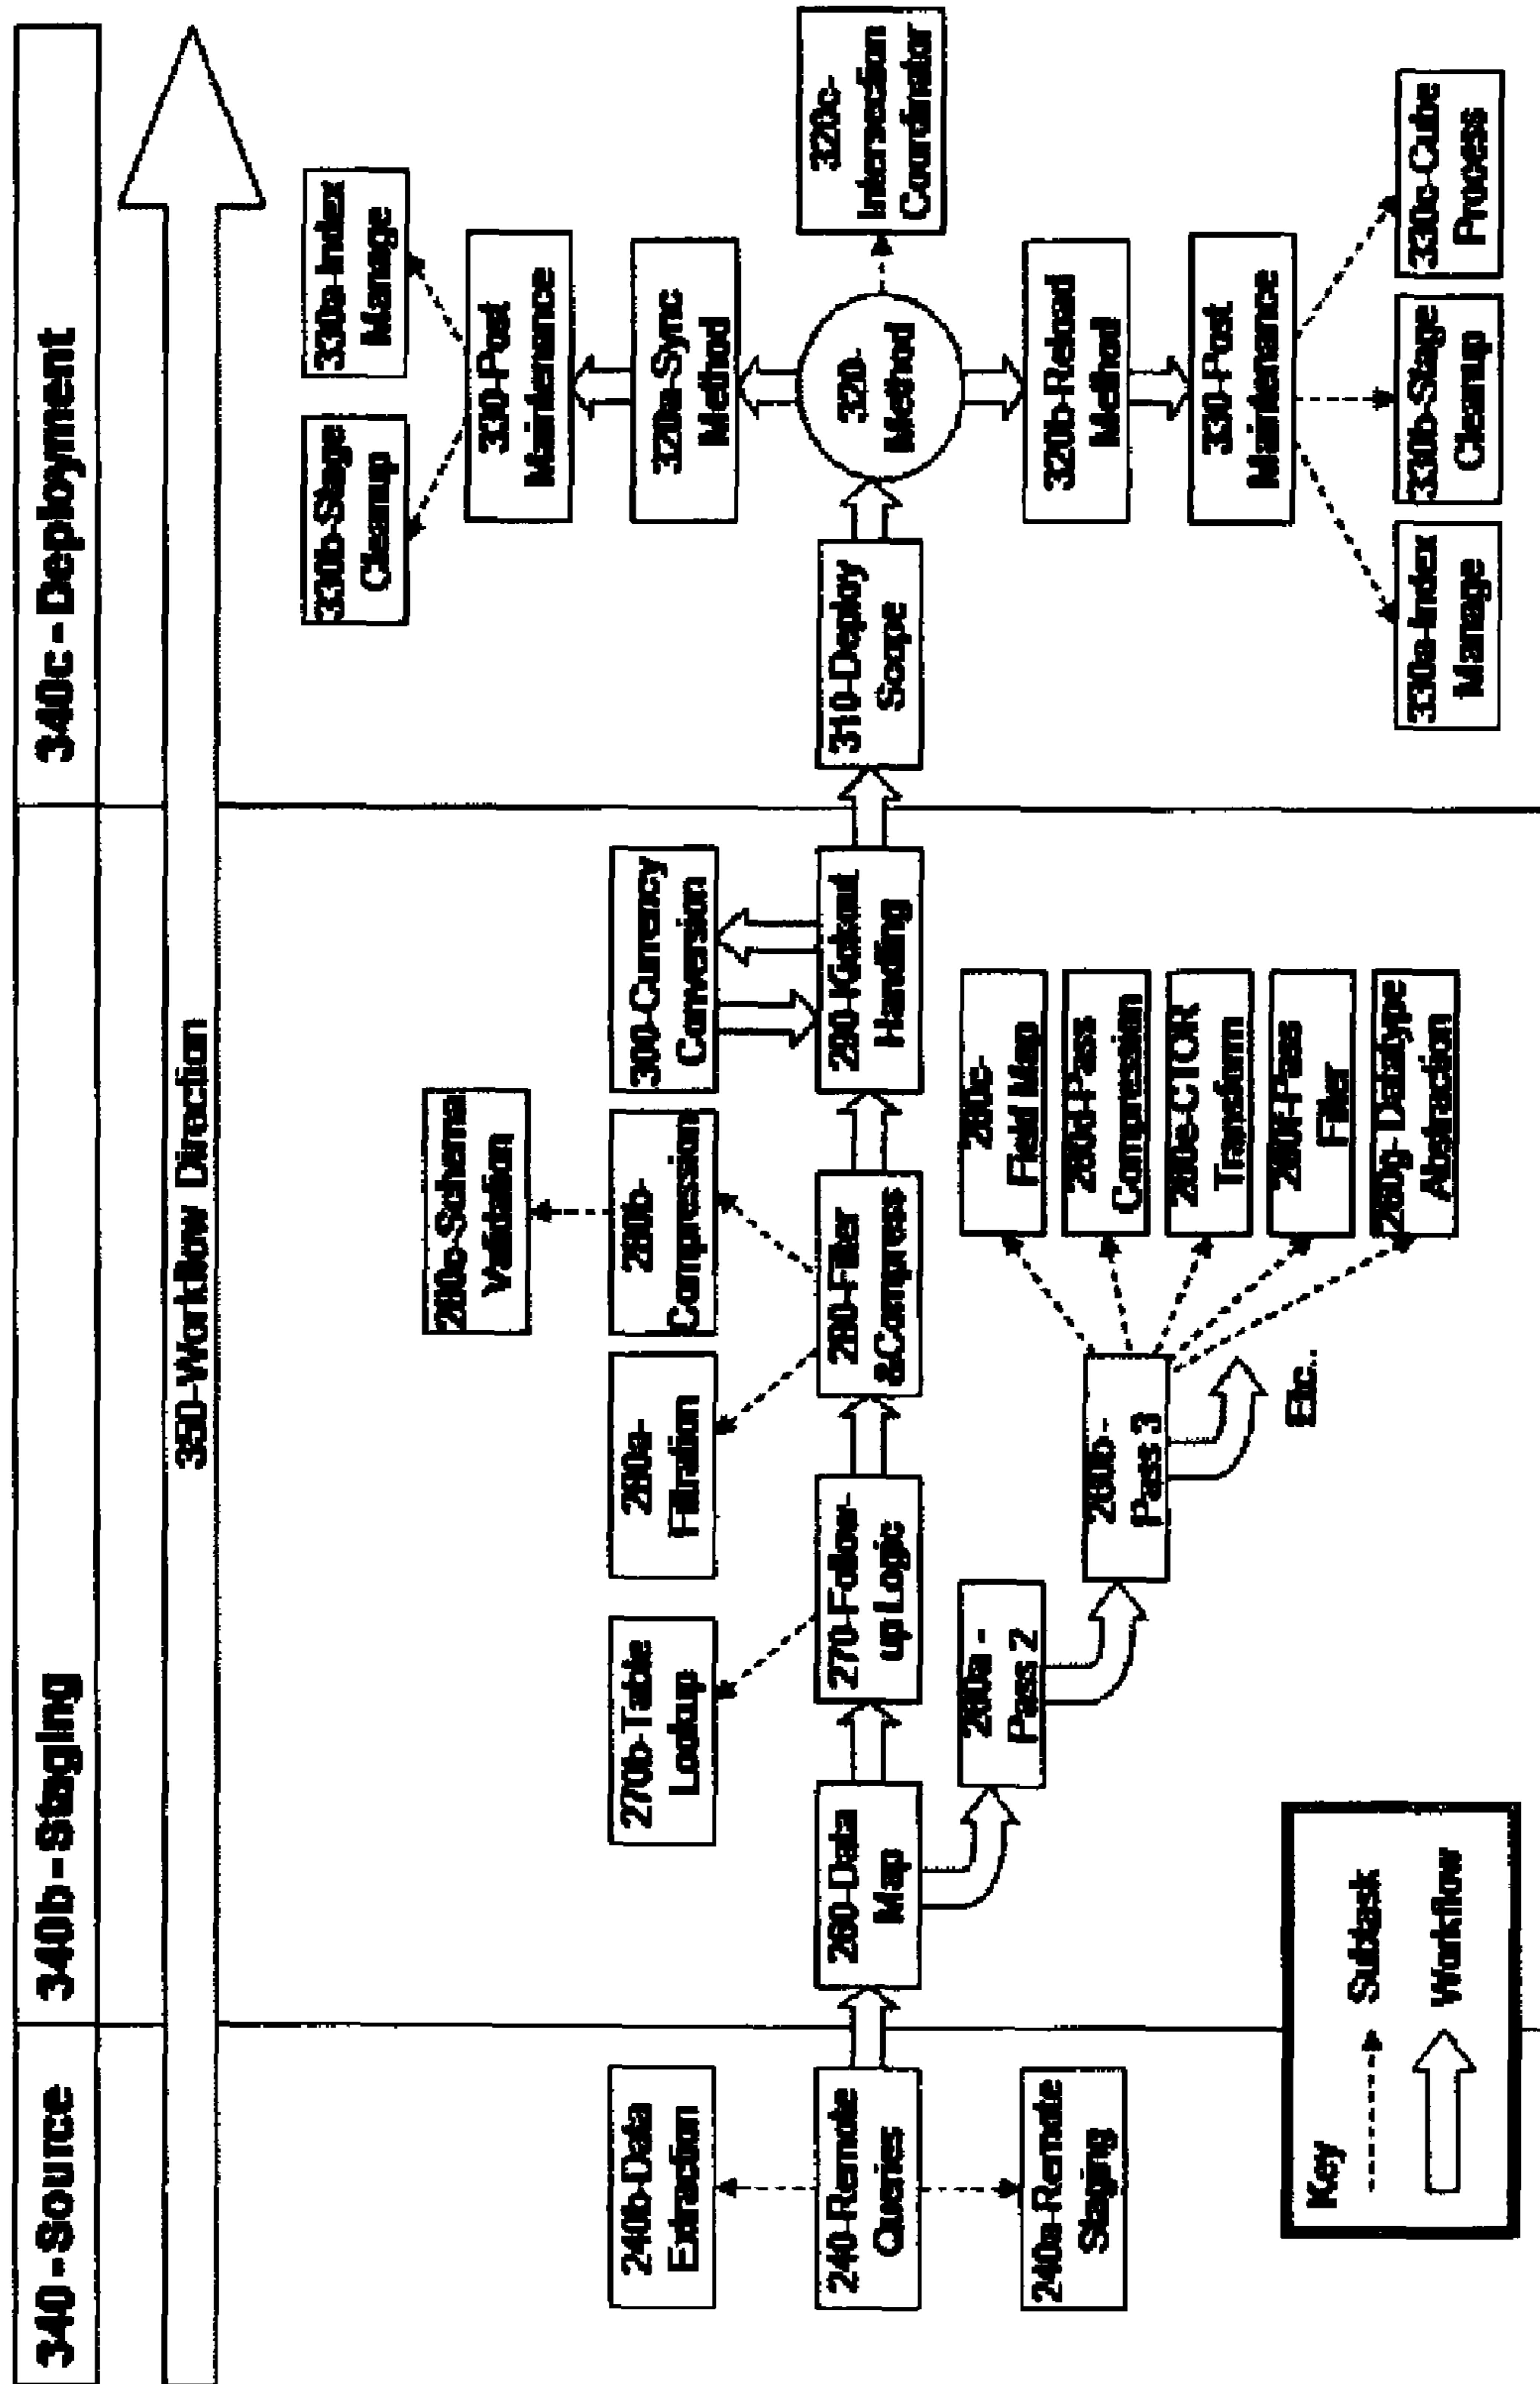 340 - Source
340b - Staging
340c - Deployment
350-Workflow Direction
240b-Data
Extraction
240-Remote
Queries
240a-Remote
Staging
260-Data
Map
260a -
Pass 2
260b -
Pass 3
Etc..
260c-
Field Map
260d-Pass
Compression
260e-CTOR
Transform
260f-Pass
Filter
260g- Datatype
Abstraction
270b-Table
Lookup
270-Follow-
up Logic
280a-
Filtration
280b-
Compression
280c-Schema
Validation
280-Filter
&Compress
300-Currency
Conversion
290-Kickout
Handling
310-Deploy
Scope
320-
Method
320c-
Intersection
Coordinator
320a-Sync
Method
330-Post
Maintenance
330b-Stage
Cleanup
330a-Index
Manage
320b-Reload
Method
330-Post
Maintenance
330a-Index
Manage
330b-Stage
Cleanup
330c-Cube
Process
Key
Subtask
Workflow